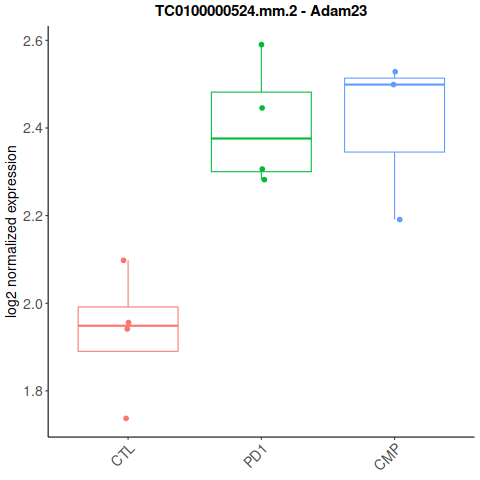 TC0100000524.mm.2 - Adam23
log2 normalized expression
2.6
2.4
2.2
2.0
1.8
CTL
PD1
CMP